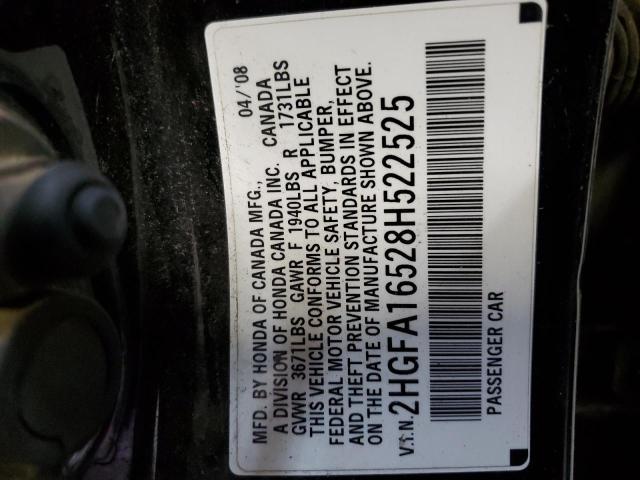 MFD. BY HONDA OF CANADA MFG., 04/'08
A DIVISION OF HONDA CANADA INC. CANADA
GVWR 3671LBS GAWR F 1940LBS R 1731LBS
THIS VEHICLE CONFORMS TO ALL APPLICABLE
FEDERAL MOTOR VEHICLE SAFETY, BUMPER,
AND THEFT PREVENTION STANDARDS IN EFFECT
ON THE DATE OF MANUFACTURE SHOWN ABOVE.
V.I.N. 2HGFA16528H522525
PASSENGER CAR